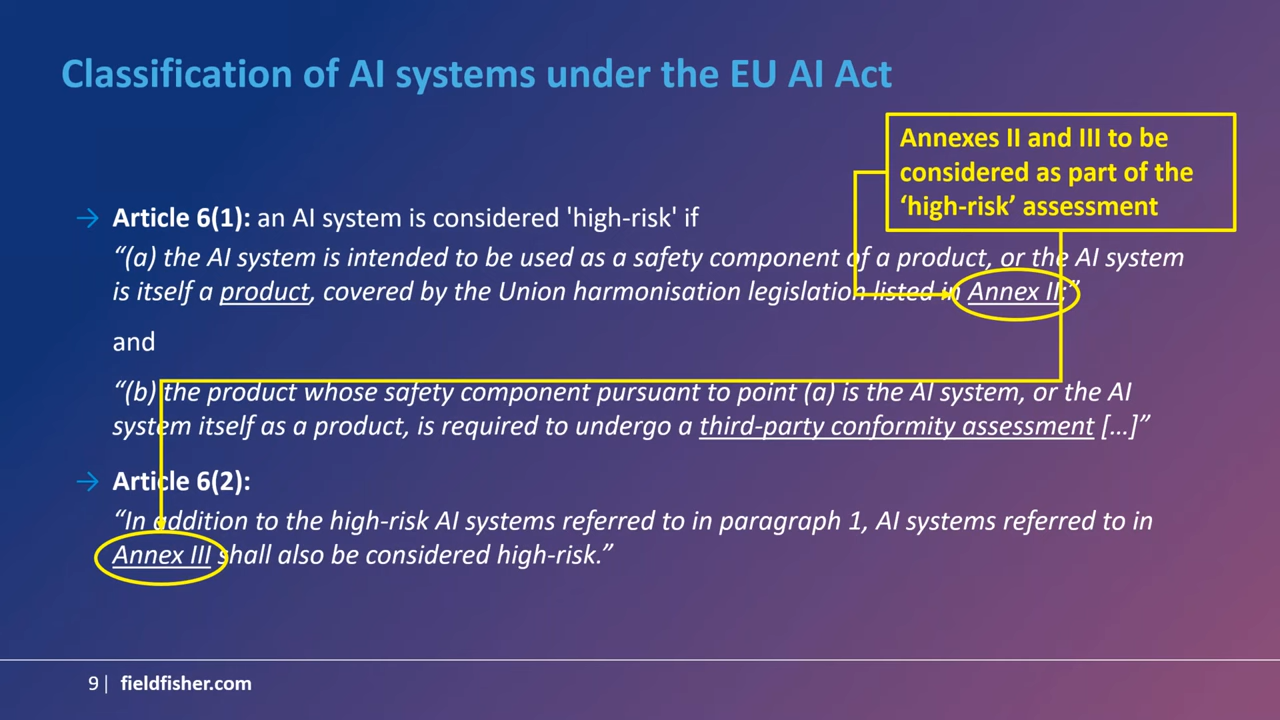 Classification of AI systems under the EU AI Act
Annexes II and III to be
considered as part of the
‘high-risk’ assessment
→ Article 6(1): an AI system is considered 'high-risk' if
“(a) the AI system is intended to be used as a safety component of a product, or the AI system
is itself a product, covered by the Union harmonisation legislation listed in Annex II;”
and
“(b) the product whose safety component pursuant to point (a) is the AI system, or the AI
system itself as a product, is required to undergo a third-party conformity assessment […]”
→ Article 6(2):
“In addition to the high-risk AI systems referred to in paragraph 1, AI systems referred to in
Annex III shall also be considered high-risk.”
9| fieldfisher.com